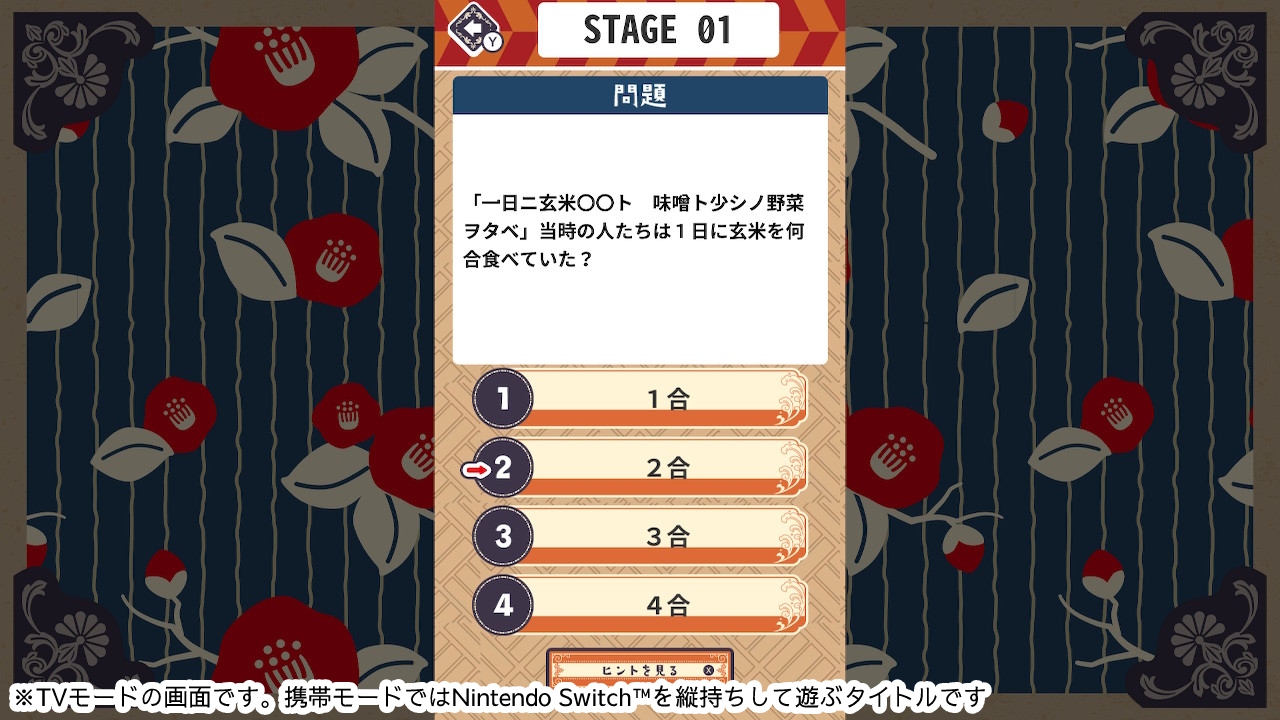 STAGE 01
Y
問題
「一日ニ玄米〇〇ト　味噌ト少シノ野菜
ヲタベ」当時の人たちは１日に玄米を何
合食べていた？
1 １合
2 ２合
3 ３合
4 ４合
ヒントを見る X
※TVモードの画面です。携帯モードではNintendo Switch™を縦持ちして遊ぶタイトルです